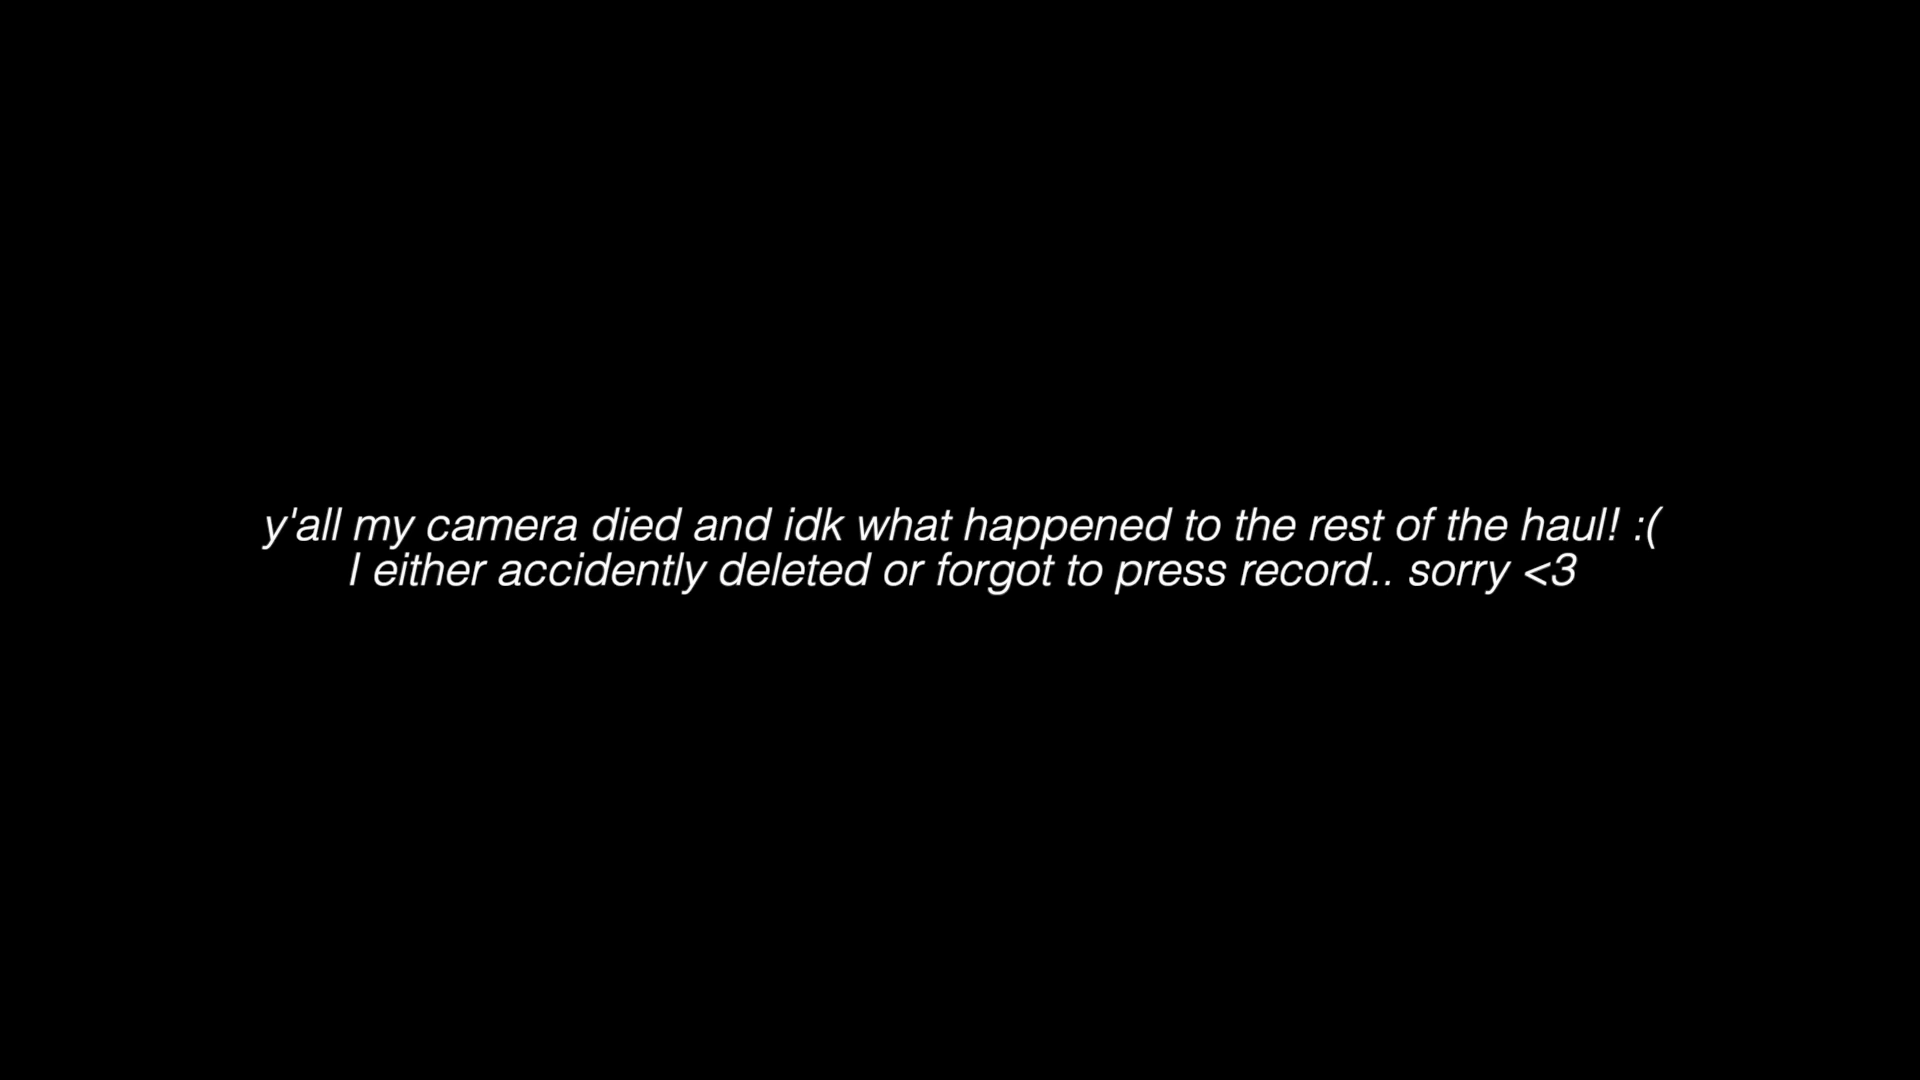 y'all my camera died and idk what happened to the rest of the haul! :(
I either accidently deleted or forgot to press record.. sorry <3